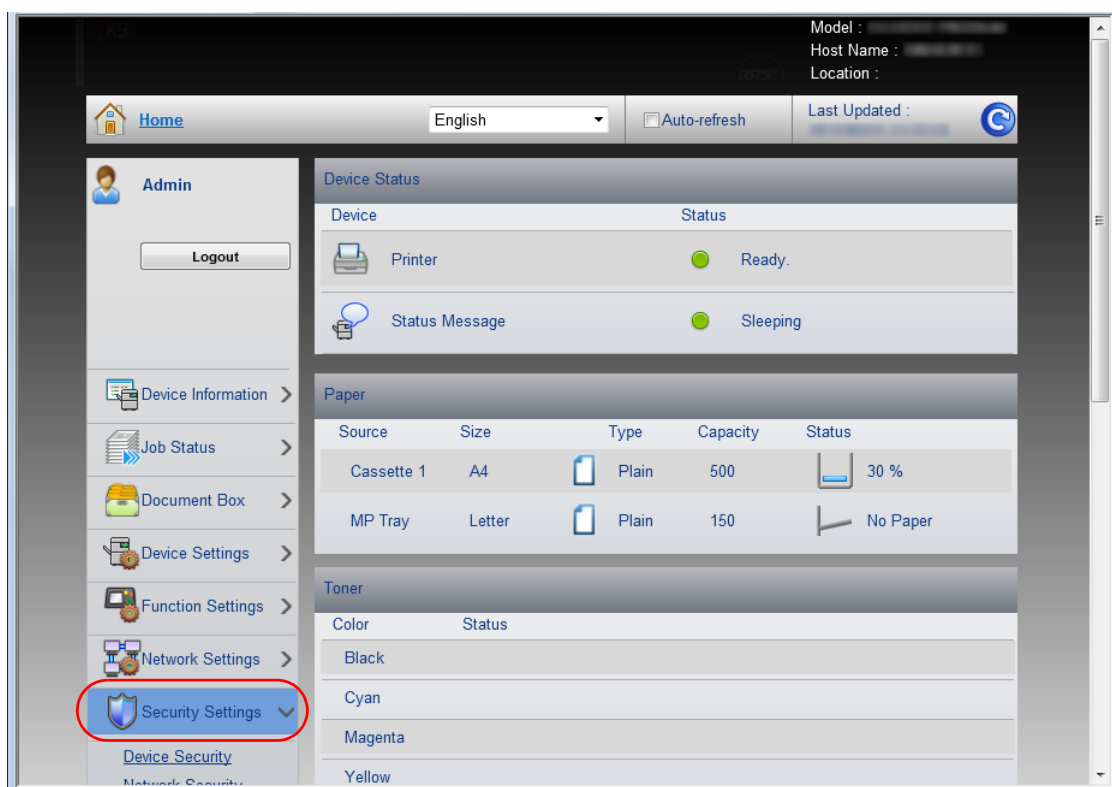 Model :
Host Name :
Location :
Home
English
Auto-refresh
Last Updated :
Admin
Logout
Device Information
Job Status
Document Box
Device Settings
Function Settings
Network Settings
Security Settings
Device Security
Network Security
Device Status
Device Status
Printer Ready.
Status Message Sleeping
Paper
Source Size Type Capacity Status
Cassette 1 A4 Plain 500 30 %
MP Tray Letter Plain 150 No Paper
Toner
Color Status
Black
Cyan
Magenta
Yellow